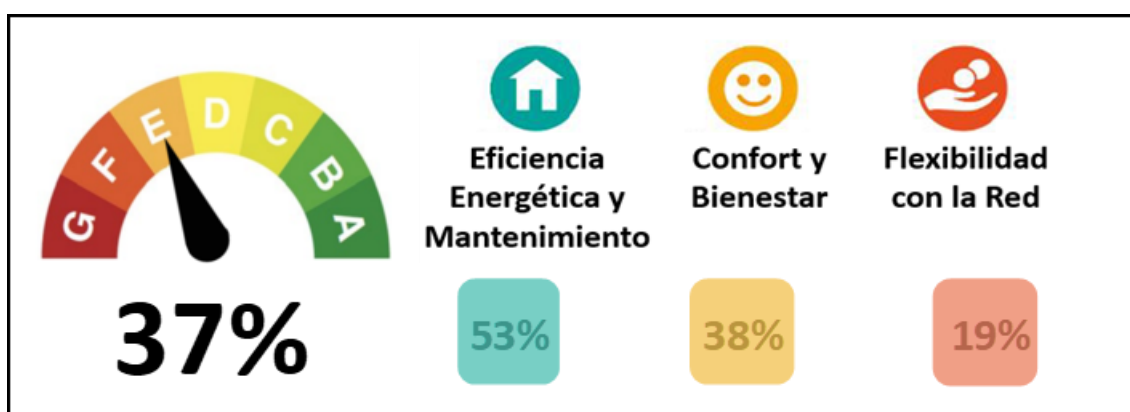 G F E D C B A
37%
Eficiencia
Energética y
Mantenimiento
53%
Confort y
Bienestar
38%
Flexibilidad
con la Red
19%